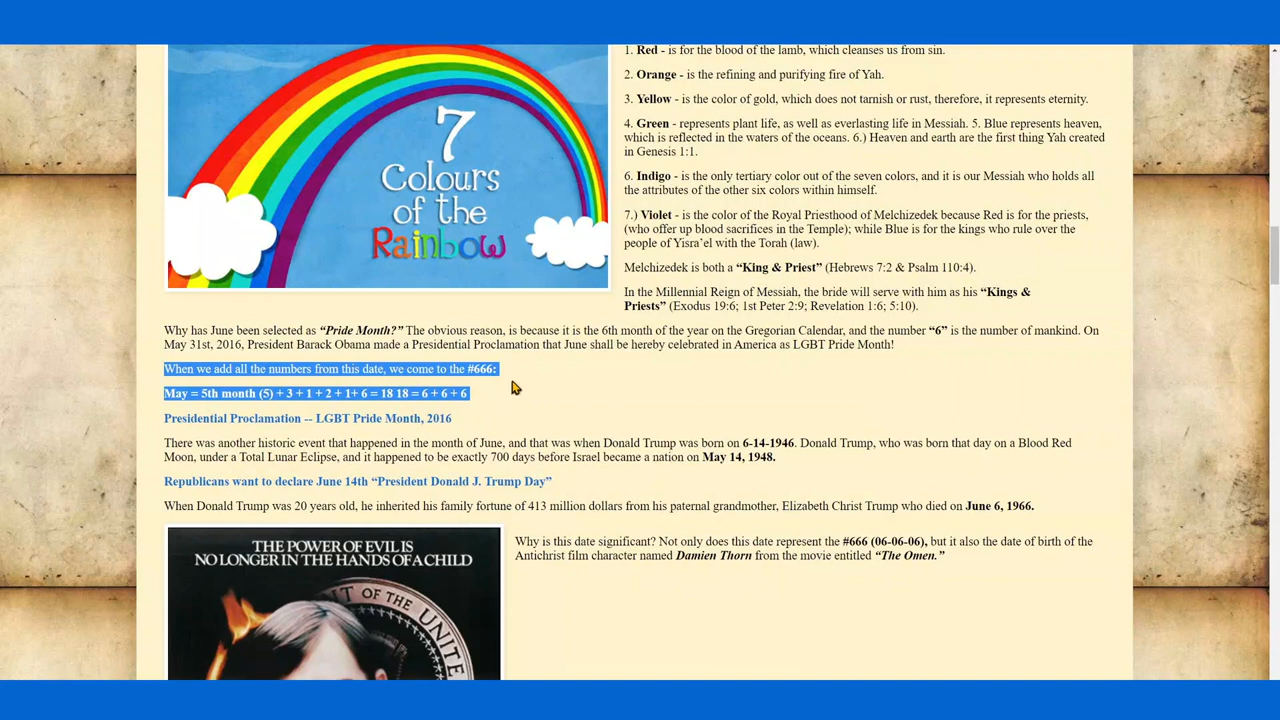 7
Colours
of the
Rainbow
1. Red - is for the blood of the lamb, which cleanses us from sin.
2. Orange - is the refining and purifying fire of Yah.
3. Yellow - is the color of gold, which does not tarnish or rust, therefore, it represents eternity.
4. Green - represents plant life, as well as everlasting life in Messiah. 5. Blue represents heaven,
which is reflected in the waters of the oceans. 6.) Heaven and earth are the first thing Yah created
in Genesis 1:1.
6. Indigo - is the only tertiary color out of the seven colors, and it is our Messiah who holds all
the attributes of the other six colors within himself.
7.) Violet - is the color of the Royal Priesthood of Melchizedek because Red is for the priests,
(who offer up blood sacrifices in the Temple); while Blue is for the kings who rule over the
people of Yisra’el with the Torah (law).
Melchizedek is both a “King & Priest” (Hebrews 7:2 & Psalm 110:4).
In the Millennial Reign of Messiah, the bride will serve with him as his “Kings &
Priests” (Exodus 19:6; 1st Peter 2:9; Revelation 1:6; 5:10).
Why has June been selected as “Pride Month?” The obvious reason, is because it is the 6th month of the year on the Gregorian Calendar, and the number “6” is the number of mankind. On
May 31st, 2016, President Barack Obama made a Presidential Proclamation that June shall be hereby celebrated in America as LGBT Pride Month!
When we add all the numbers from this date, we come to the #666:
May = 5th month (5) + 3 + 1 + 2 + 1+ 6 = 18 18 = 6 + 6 + 6
Presidential Proclamation -- LGBT Pride Month, 2016
There was another historic event that happened in the month of June, and that was when Donald Trump was born on 6-14-1946. Donald Trump, who was born that day on a Blood Red
Moon, under a Total Lunar Eclipse, and it happened to be exactly 700 days before Israel became a nation on May 14, 1948.
Republicans want to declare June 14th “President Donald J. Trump Day”
When Donald Trump was 20 years old, he inherited his family fortune of 413 million dollars from his paternal grandmother, Elizabeth Christ Trump who died on June 6, 1966.
THE POWER OF EVIL IS
NO LONGER IN THE HANDS OF A CHILD
IT OF THE UNITE
Why is this date significant? Not only does this date represent the #666 (06-06-06), but it also the date of birth of the
Antichrist film character named Damien Thorn from the movie entitled “The Omen.”